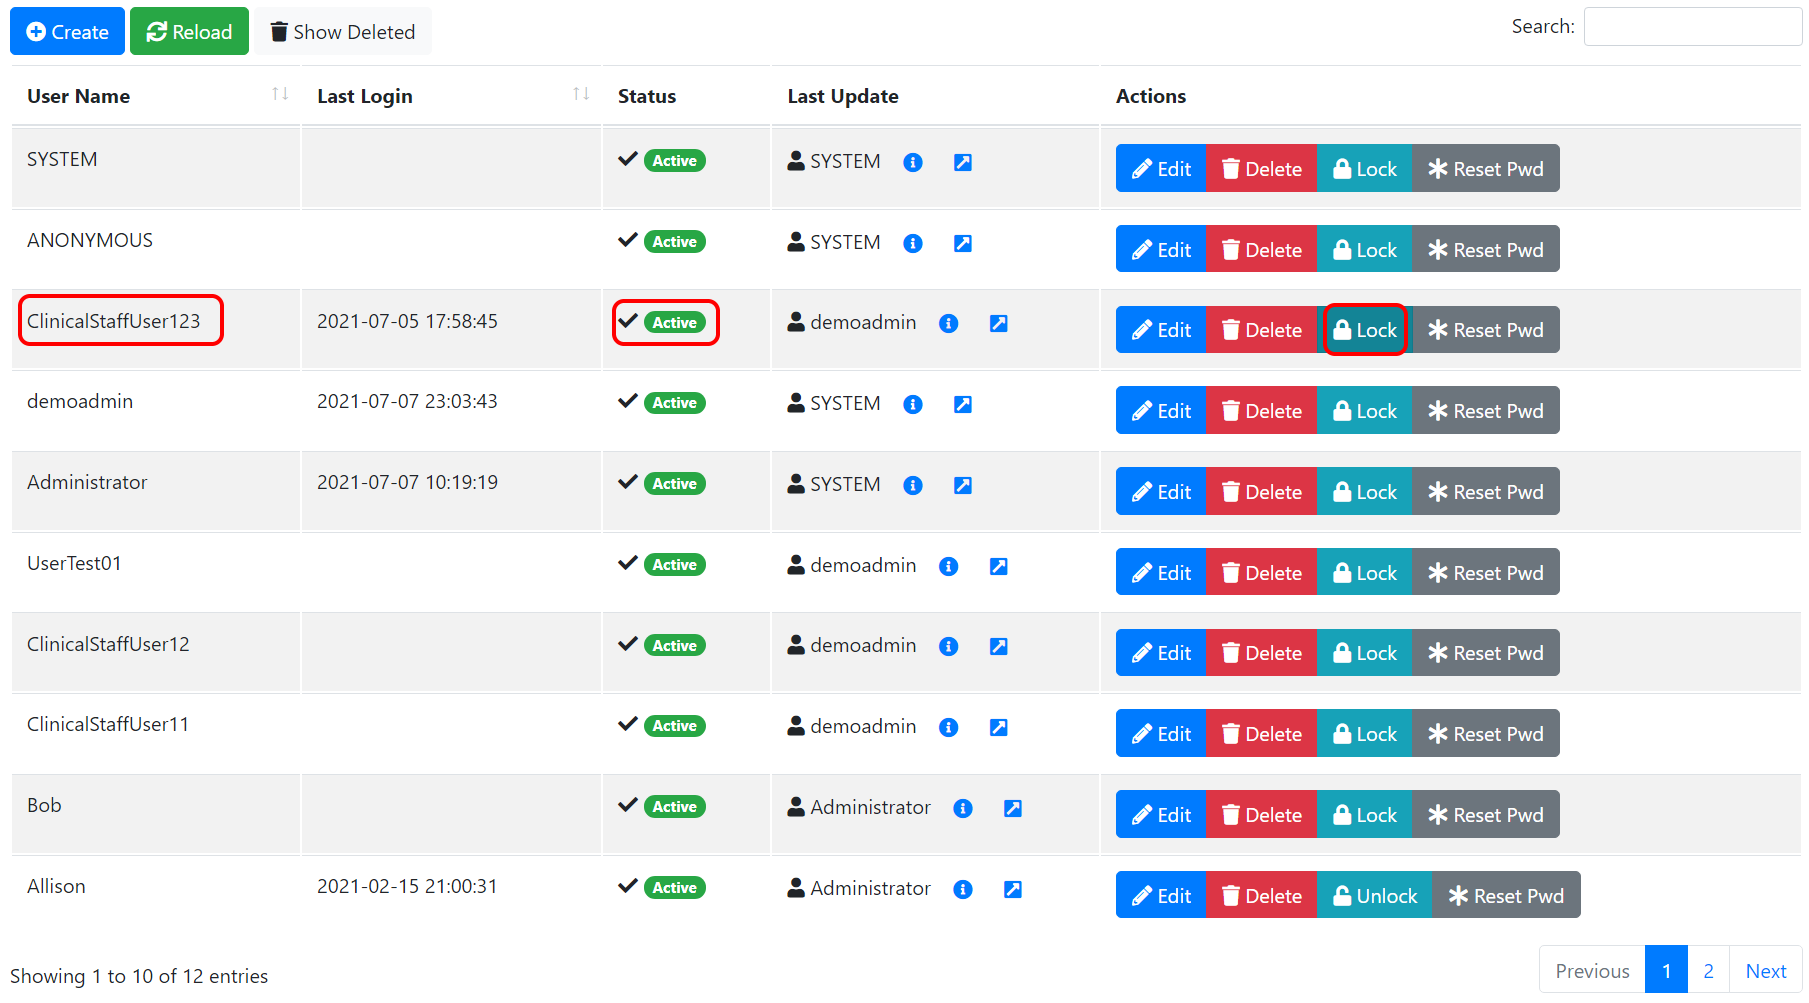 Create Reload Show Deleted Search:
User Name Last Login Status Last Update Actions
SYSTEM Active SYSTEM Edit Delete Lock Reset Pwd
ANONYMOUS Active SYSTEM Edit Delete Lock Reset Pwd
ClinicalStaffUser123 2021-07-05 17:58:45 Active demoadmin Edit Delete Lock Reset Pwd
demoadmin 2021-07-07 23:03:43 Active SYSTEM Edit Delete Lock Reset Pwd
Administrator 2021-07-07 10:19:19 Active SYSTEM Edit Delete Lock Reset Pwd
UserTest01 Active demoadmin Edit Delete Lock Reset Pwd
ClinicalStaffUser12 Active demoadmin Edit Delete Lock Reset Pwd
ClinicalStaffUser11 Active demoadmin Edit Delete Lock Reset Pwd
Bob Active Administrator Edit Delete Lock Reset Pwd
Allison 2021-02-15 21:00:31 Active Administrator Edit Delete Unlock Reset Pwd
Showing 1 to 10 of 12 entries Previous 1 2 Next